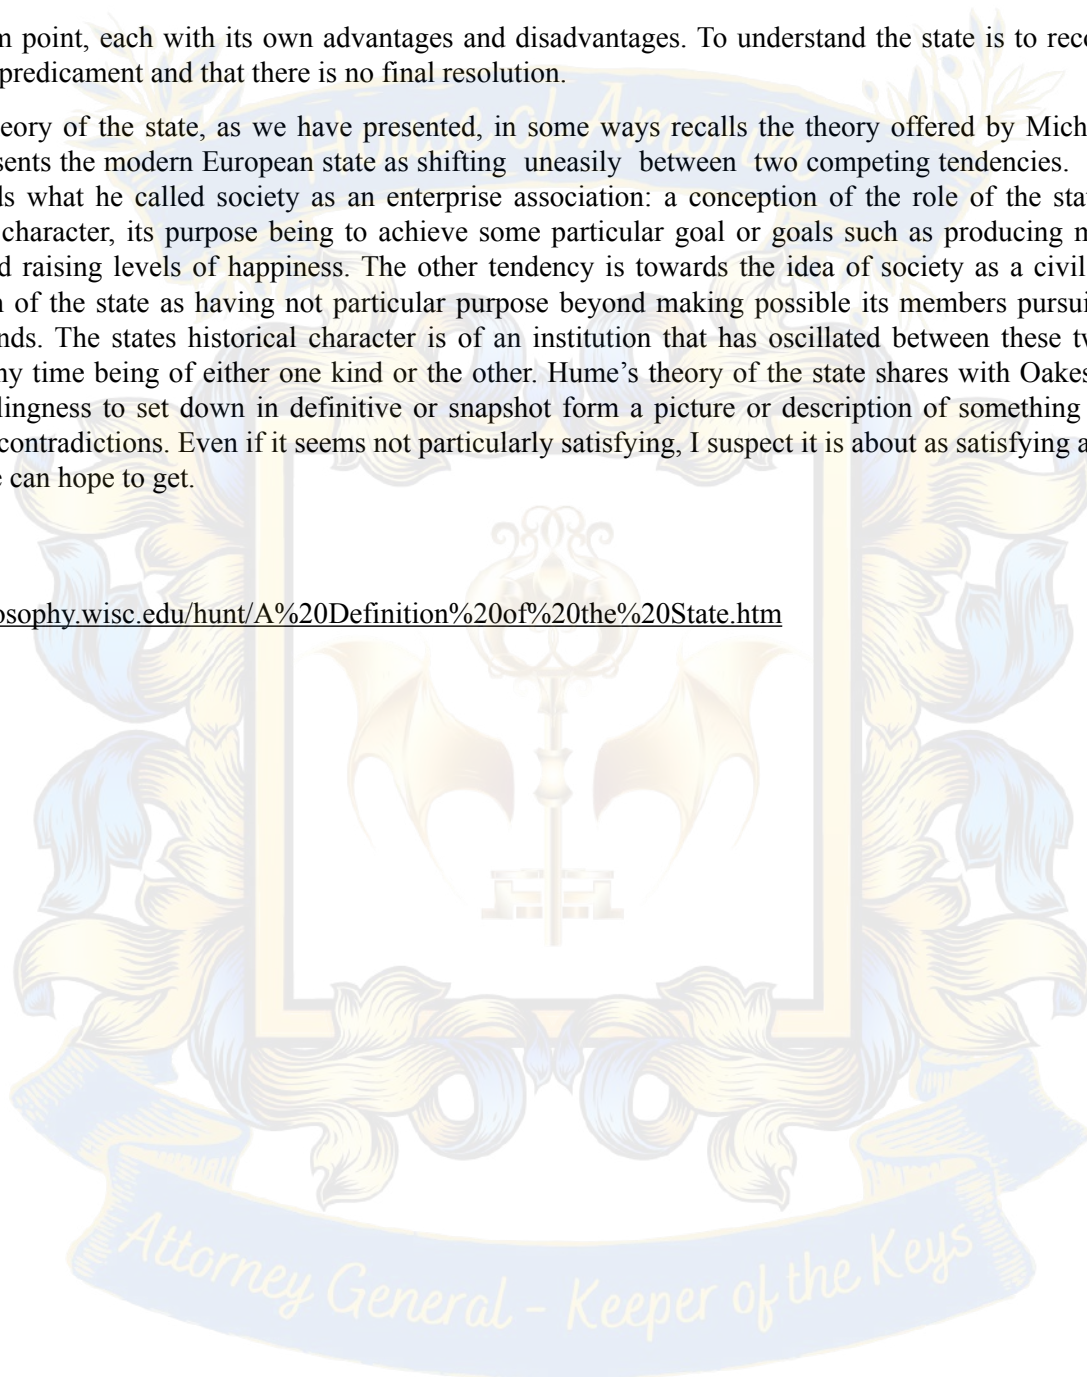 House of Amorim
m point, each with its own advantages and disadvantages. To understand the state is to reco
predicament and that there is no final resolution.
eory of the state, as we have presented, in some ways recalls the theory offered by Mich
sents the modern European state as shifting uneasily between two competing tendencies.
ds what he called society as an enterprise association: a conception of the role of the sta
character, its purpose being to achieve some particular goal or goals such as producing m
d raising levels of happiness. The other tendency is towards the idea of society as a civil
n of the state as having not particular purpose beyond making possible its members pursui
nds. The states historical character is of an institution that has oscillated between these tw
ny time being of either one kind or the other. Hume’s theory of the state shares with Oakes
lingness to set down in definitive or snapshot form a picture or description of something
contradictions. Even if it seems not particularly satisfying, I suspect it is about as satisfying a
e can hope to get.
osophy.wisc.edu/hunt/A%20Definition%20of%20the%20State.htm
Attorney General - Keeper of the Keys